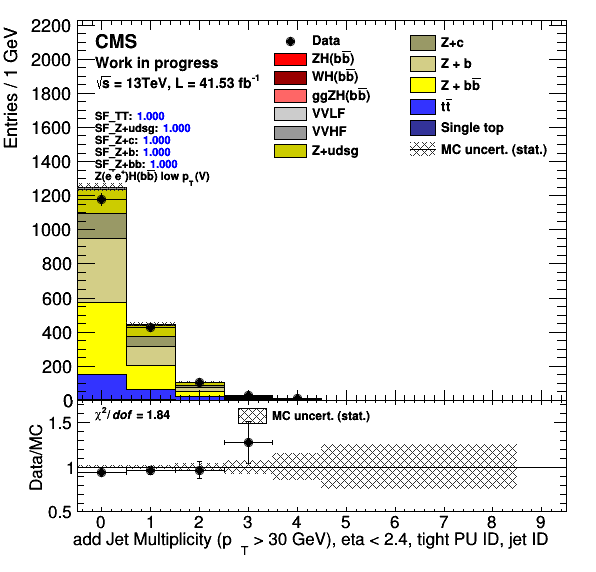 CMS
Work in progress
√s = 13TeV, L = 41.53 fb⁻¹
SF_TT: 1.000
SF_Z+udsg: 1.000
SF_Z+c: 1.000
SF_Z+b: 1.000
SF_Z+bb: 1.000
Z(e⁻e⁺)H(bb̅) low p_T(V)
Data
ZH(bb̅)
WH(bb̅)
ggZH(bb̅)
VVLF
VVHF
Z+udsg
Z+c
Z + b
Z + bb̅
tt̅
Single top
MC uncert. (stat.)
Entries / 1 GeV
2200
2000
1800
1600
1400
1200
1000
800
600
400
200
0
χ²/dof = 1.84
MC uncert. (stat.)
Data/MC
1.5
1
0.5
0 1 2 3 4 5 6 7 8 9
add Jet Multiplicity (p_T > 30 GeV), eta < 2.4, tight PU ID, jet ID